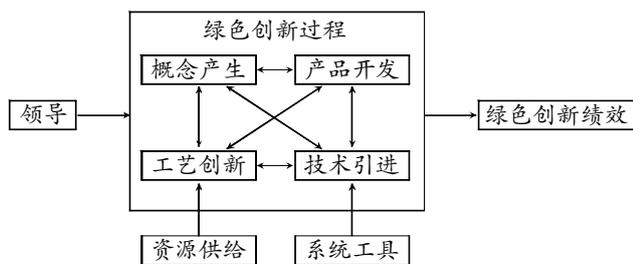 绿色创新过程
概念产生
产品开发
领导
绿色创新绩效
工艺创新
技术引进
资源供给
系统工具